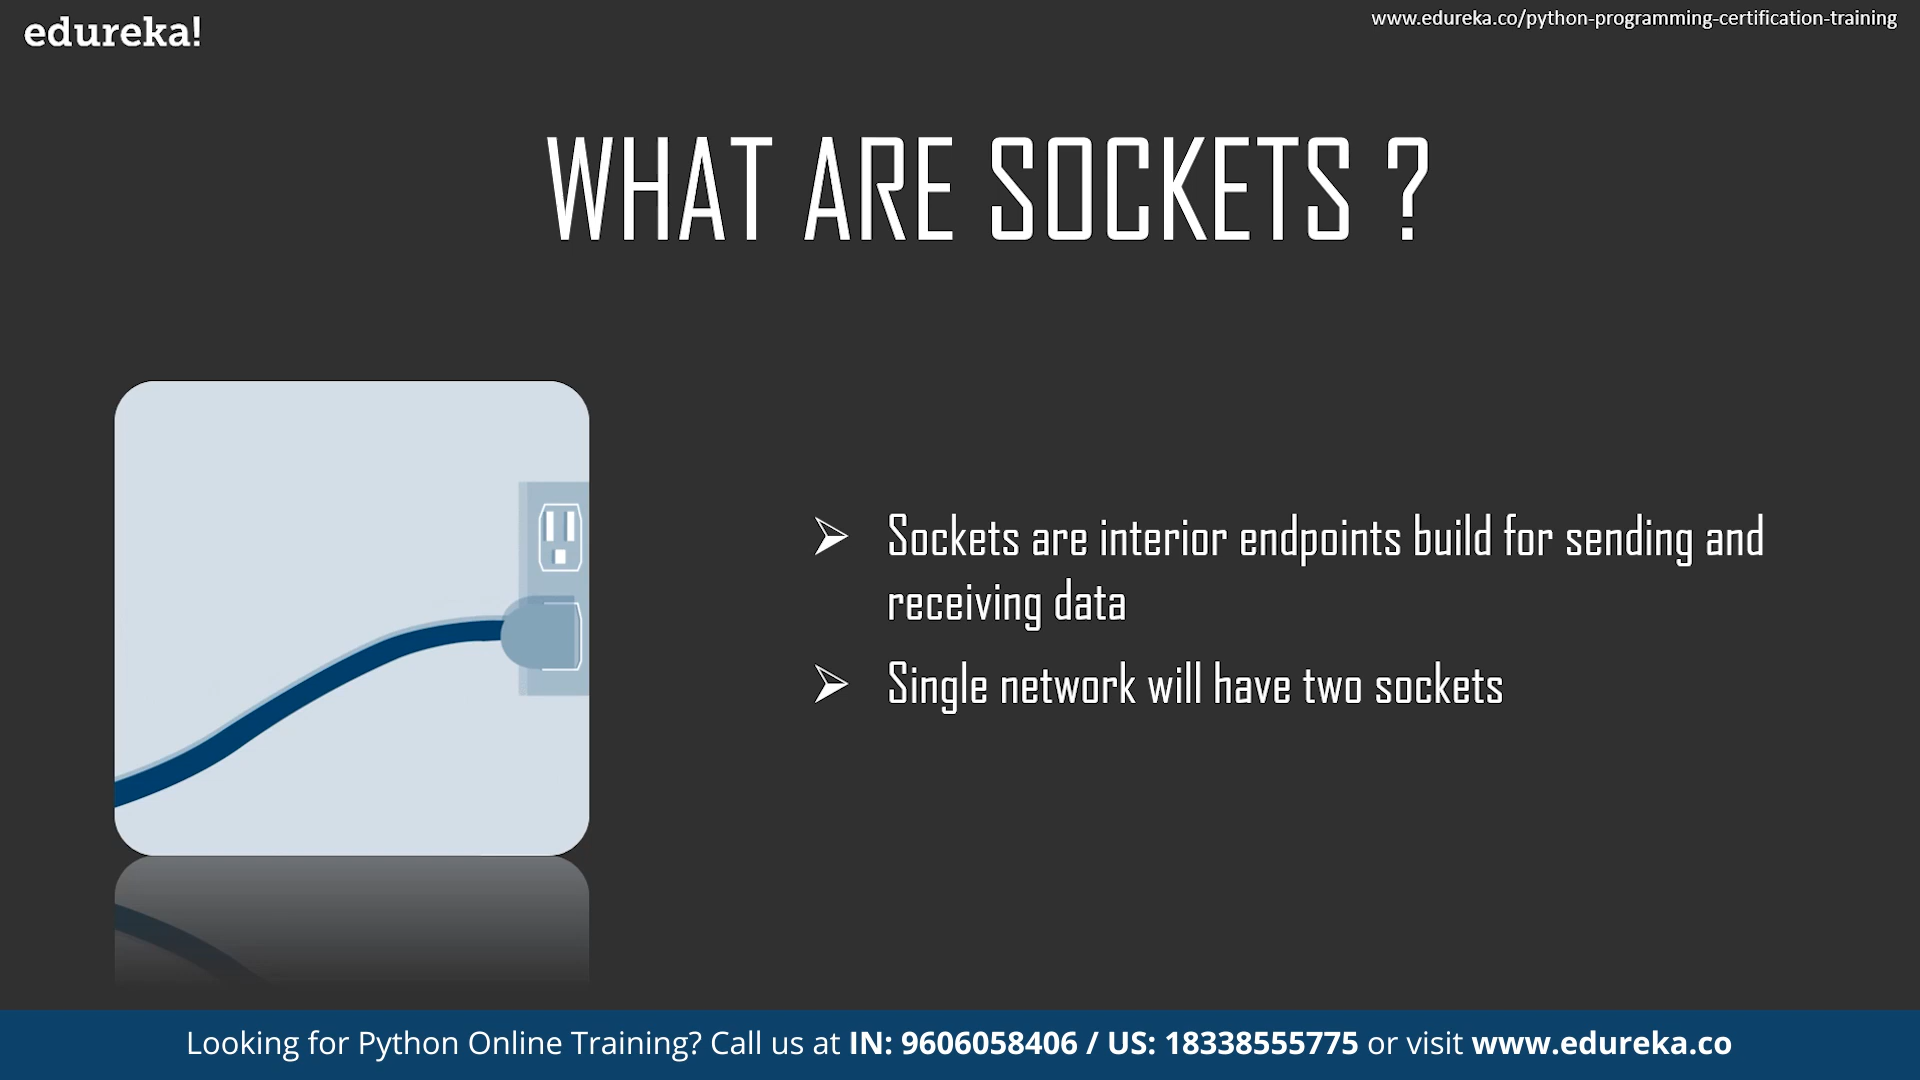 edureka!
www.edureka.co/python-programming-certification-training
WHAT ARE SOCKETS ?
➢ Sockets are interior endpoints build for sending and
receiving data
➢ Single network will have two sockets
Looking for Python Online Training? Call us at IN: 9606058406 / US: 18338555775 or visit www.edureka.co